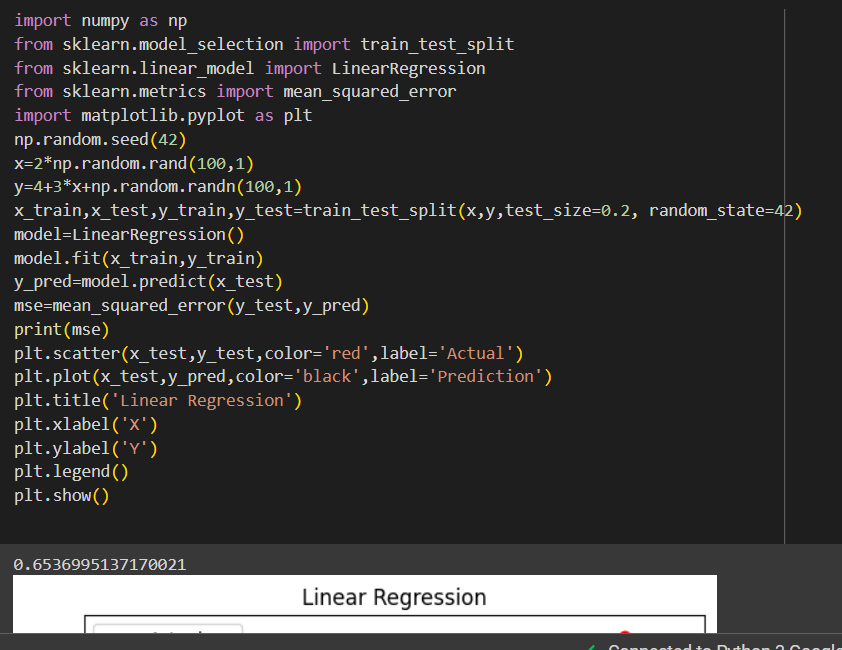 import numpy as np
from sklearn.model_selection import train_test_split
from sklearn.linear_model import LinearRegression
from sklearn.metrics import mean_squared_error
import matplotlib.pyplot as plt
np.random.seed(42)
x=2*np.random.rand(100,1)
y=4+3*x+np.random.randn(100,1)
x_train,x_test,y_train,y_test=train_test_split(x,y,test_size=0.2, random_state=42)
model=LinearRegression()
model.fit(x_train,y_train)
y_pred=model.predict(x_test)
mse=mean_squared_error(y_test,y_pred)
print(mse)
plt.scatter(x_test,y_test,color='red',label='Actual')
plt.plot(x_test,y_pred,color='black',label='Prediction')
plt.title('Linear Regression')
plt.xlabel('X')
plt.ylabel('Y')
plt.legend()
plt.show()
0.6536995137170021
Linear Regression
Connected to Python 3 Google